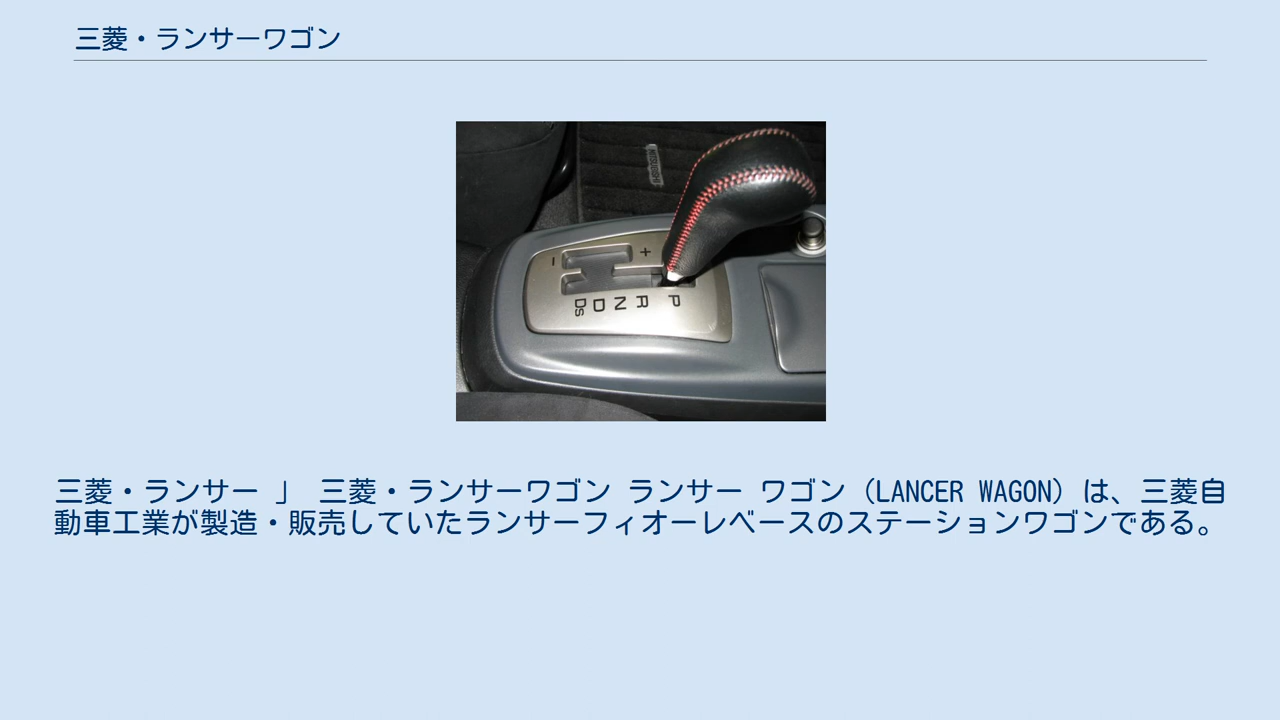 三菱・ランサーワゴン
− +
Ds D N R P
三菱・ランサー 」 三菱・ランサーワゴン ランサー ワゴン（LANCER WAGON）は、三菱自
動車工業が製造・販売していたランサーフィオーレベースのステーションワゴンである。